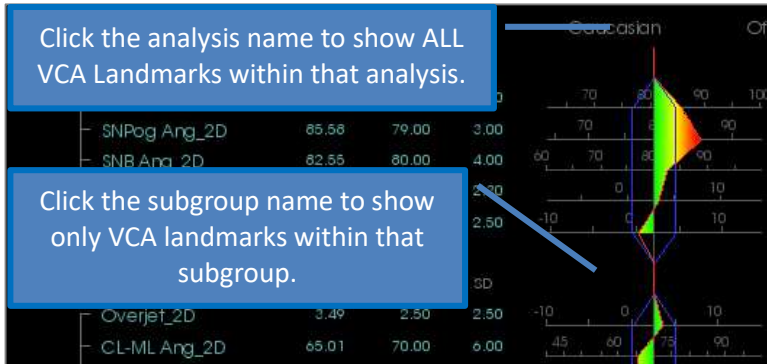 Click the analysis name to show ALL
VCA Landmarks within that analysis.
Caucasian Of
70 80 90 100
SNPog Ang_2D 85.58 79.00 3.00
70 8 90
SNB Ang_2D 82.55 80.00 4.00
60 70 80 90
Click the subgroup name to show
only VCA landmarks within that
subgroup.
0 10
2.50
-10 0 10
SD
Overjet_2D 3.49 2.50 2.50
-10 0 10
CL-ML Ang_2D 65.01 70.00 6.00
45 60 75 90